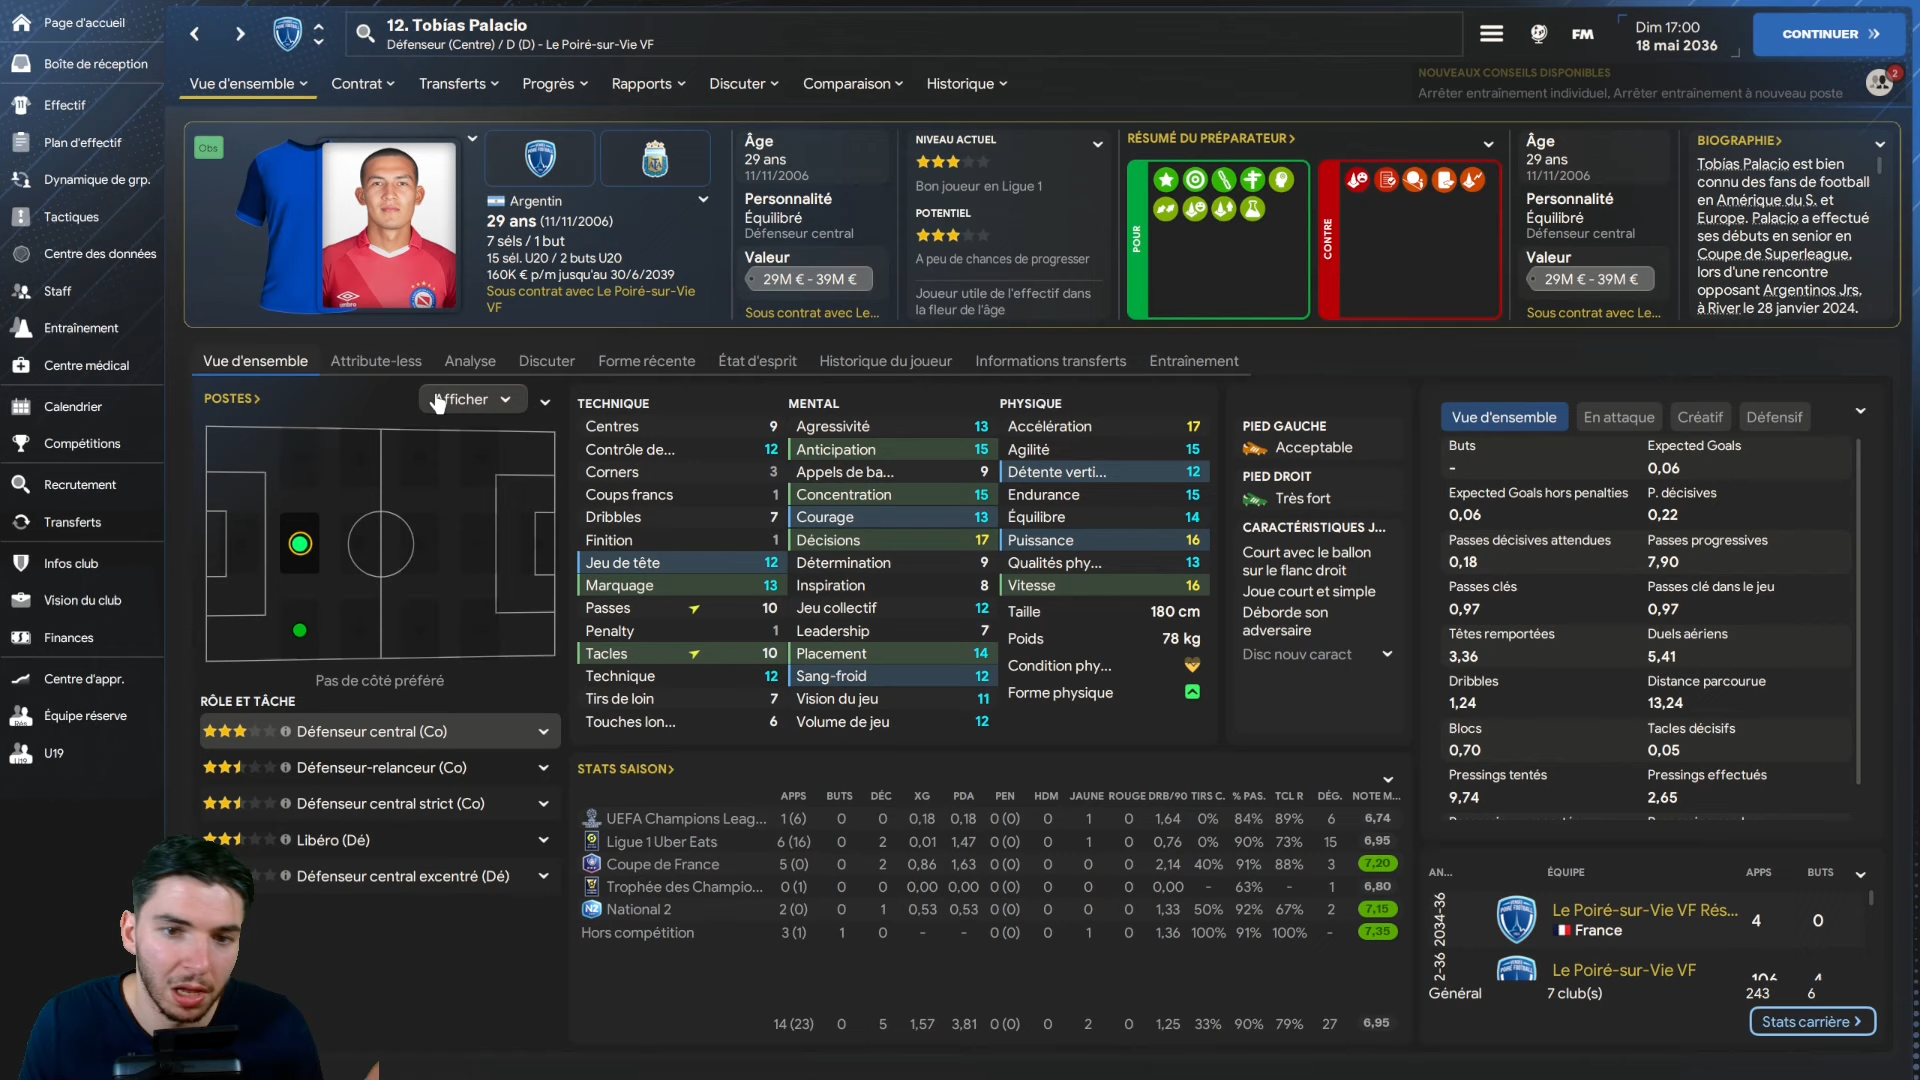 Page d'accueil
Boîte de réception
Effectif
Plan d'effectif
Dynamique de grp.
Tactiques
Centre des données
Staff
Entraînement
Centre médical
Calendrier
Compétitions
Recrutement
Transferts
Infos club
Vision du club
Finances
Centre d'appr.
Équipe réserve
U19
12. Tobías Palacio
Défenseur (Centre) / D (D) - Le Poiré-sur-Vie VF
FM
Dim 17:00
18 mai 2036
CONTINUER
Vue d'ensemble Contrat Transferts Progrès Rapports Discuter Comparaison Historique
NOUVEAUX CONSEILS DISPONIBLES
Arrêter entraînement individuel, Arrêter entraînement à nouveau poste
2
Obs
Argentin
29 ans (11/11/2006)
7 séls / 1 but
15 sél. U20 / 2 buts U20
160K € p/m jusqu'au 30/6/2039
Sous contrat avec Le Poiré-sur-Vie
VF
Âge
29 ans
11/11/2006
Personnalité
Équilibré
Défenseur central
Valeur
29M € - 39M €
Sous contrat avec Le...
NIVEAU ACTUEL
Bon joueur en Ligue 1
POTENTIEL
A peu de chances de progresser
Joueur utile de l'effectif dans
la fleur de l'âge
RÉSUMÉ DU PRÉPARATEUR
POUR
CONTRE
Âge
29 ans
11/11/2006
Personnalité
Équilibré
Défenseur central
Valeur
29M € - 39M €
Sous contrat avec Le...
BIOGRAPHIE
Tobías Palacio est bien
connu des fans de football
en Amérique du S. et
Europe. Palacio a effectué
ses débuts en senior en
Coupe de Superleague,
lors d'une rencontre
opposant Argentinos Jrs.
à River le 28 janvier 2024.
Vue d'ensemble Attribute-less Analyse Discuter Forme récente État d'esprit Historique du joueur Informations transferts Entraînement
POSTES
Pas de côté préféré
RÔLE ET TÂCHE
Défenseur central (Co)
Défenseur-relanceur (Co)
Défenseur central strict (Co)
Libéro (Dé)
Défenseur central excentré (Dé)
TECHNIQUE
Centres 9
Contrôle de... 12
Corners 3
Coups francs 1
Dribbles 7
Finition 1
Jeu de tête 12
Marquage 13
Passes 10
Penalty 1
Tacles 10
Technique 12
Tirs de loin 7
Touches lon... 6
MENTAL
Agressivité 13
Anticipation 15
Appels de ba... 9
Concentration 15
Courage 13
Décisions 17
Détermination 9
Inspiration 8
Jeu collectif 12
Leadership 7
Placement 14
Sang-froid 12
Vision du jeu 11
Volume de jeu 12
PHYSIQUE
Accélération 17
Agilité 15
Détente verti... 12
Endurance 15
Équilibre 14
Puissance 16
Qualités phy... 13
Vitesse 16
Taille 180 cm
Poids 78 kg
Condition phy...
Forme physique
PIED GAUCHE
Acceptable
PIED DROIT
Très fort
CARACTÉRISTIQUES J...
Court avec le ballon
sur le flanc droit
Joue court et simple
Déborde son
adversaire
Disc nouv caract
STATS SAISON
APPS BUTS DÉC XG PDA PEN HDM JAUNE ROUGE DRB/90 TIRS C. % PAS. TCL R DÉG. NOTE M...
UEFA Champions Leag... 1 (6) 0 0 0,18 0,18 0 (0) 0 1 0 1,64 0% 84% 89% 6 6,74
Ligue 1 Uber Eats 6 (16) 0 2 0,01 1,47 0 (0) 0 1 0 0,76 0% 90% 73% 15 6,95
Coupe de France 5 (0) 0 2 0,86 1,63 0 (0) 0 0 0 2,14 40% 91% 88% 3 7,20
Trophée des Champio... 0 (1) 0 0 0,00 0,00 0 (0) 0 0 0 0,00 - 63% - 1 6,80
N2 National 2 2 (0) 0 1 0,53 0,53 0 (0) 0 0 0 1,33 50% 92% 67% 2 7,15
Hors compétition 3 (1) 1 0 - - 0 (0) 0 1 0 1,36 100% 91% 100% - 7,35
14 (23) 0 5 1,57 3,81 0 (0) 0 2 0 1,25 33% 90% 79% 27 6,95
Vue d'ensemble En attaque Créatif Défensif
Buts Expected Goals
- 0,06
Expected Goals hors penalties P. décisives
0,06 0,22
Passes décisives attendues Passes progressives
0,18 7,90
Passes clés Passes clé dans le jeu
0,97 0,97
Têtes remportées Duels aériens
3,36 5,41
Dribbles Distance parcourue
1,24 13,24
Blocs Tacles décisifs
0,70 0,05
Pressings tentés Pressings effectués
9,74 2,65
AN... ÉQUIPE APPS BUTS
2034-36
Le Poiré-sur-Vie VF Rés... 4 0
France
Le Poiré-sur-Vie VF
Général 7 club(s) 243 6
Stats carrière